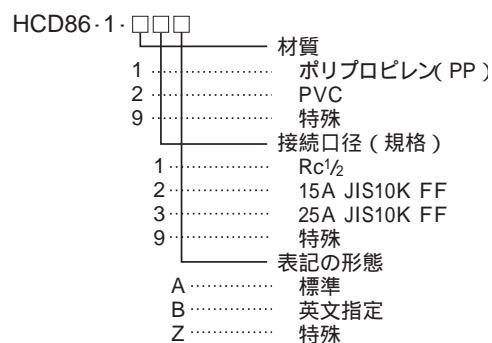 HCD86·1·□□□
材質
1 ポリプロピレン(PP)
2 PVC
9 特殊
接続口径(規格)
1 Rc1/2
2 15A JIS10K FF
3 25A JIS10K FF
9 特殊
表記の形態
A 標準
B 英文指定
Z 特殊